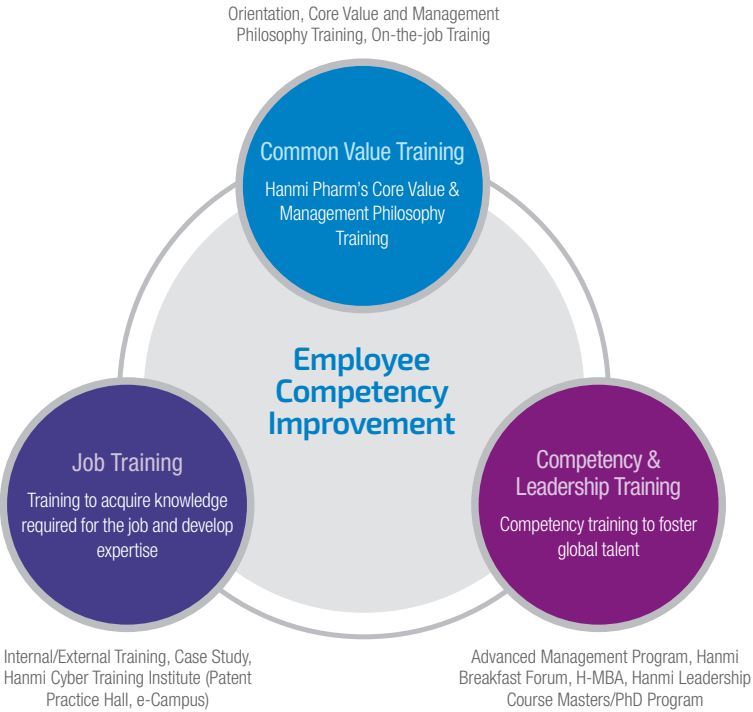 Orientation, Core Value and Management
Philosophy Training, On-the-job Trainig
Common Value Training
Hanmi Pharm's Core Value &
Management Philosophy
Training
Employee
Competency
Improvement
Job Training
Training to acquire knowledge
required for the job and develop
expertise
Competency &
Leadership Training
Competency training to foster
global talent
Internal/External Training, Case Study,
Hanmi Cyber Training Institute (Patent
Practice Hall, e-Campus)
Advanced Management Program, Hanmi
Breakfast Forum, H-MBA, Hanmi Leadership
Course Masters/PhD Program